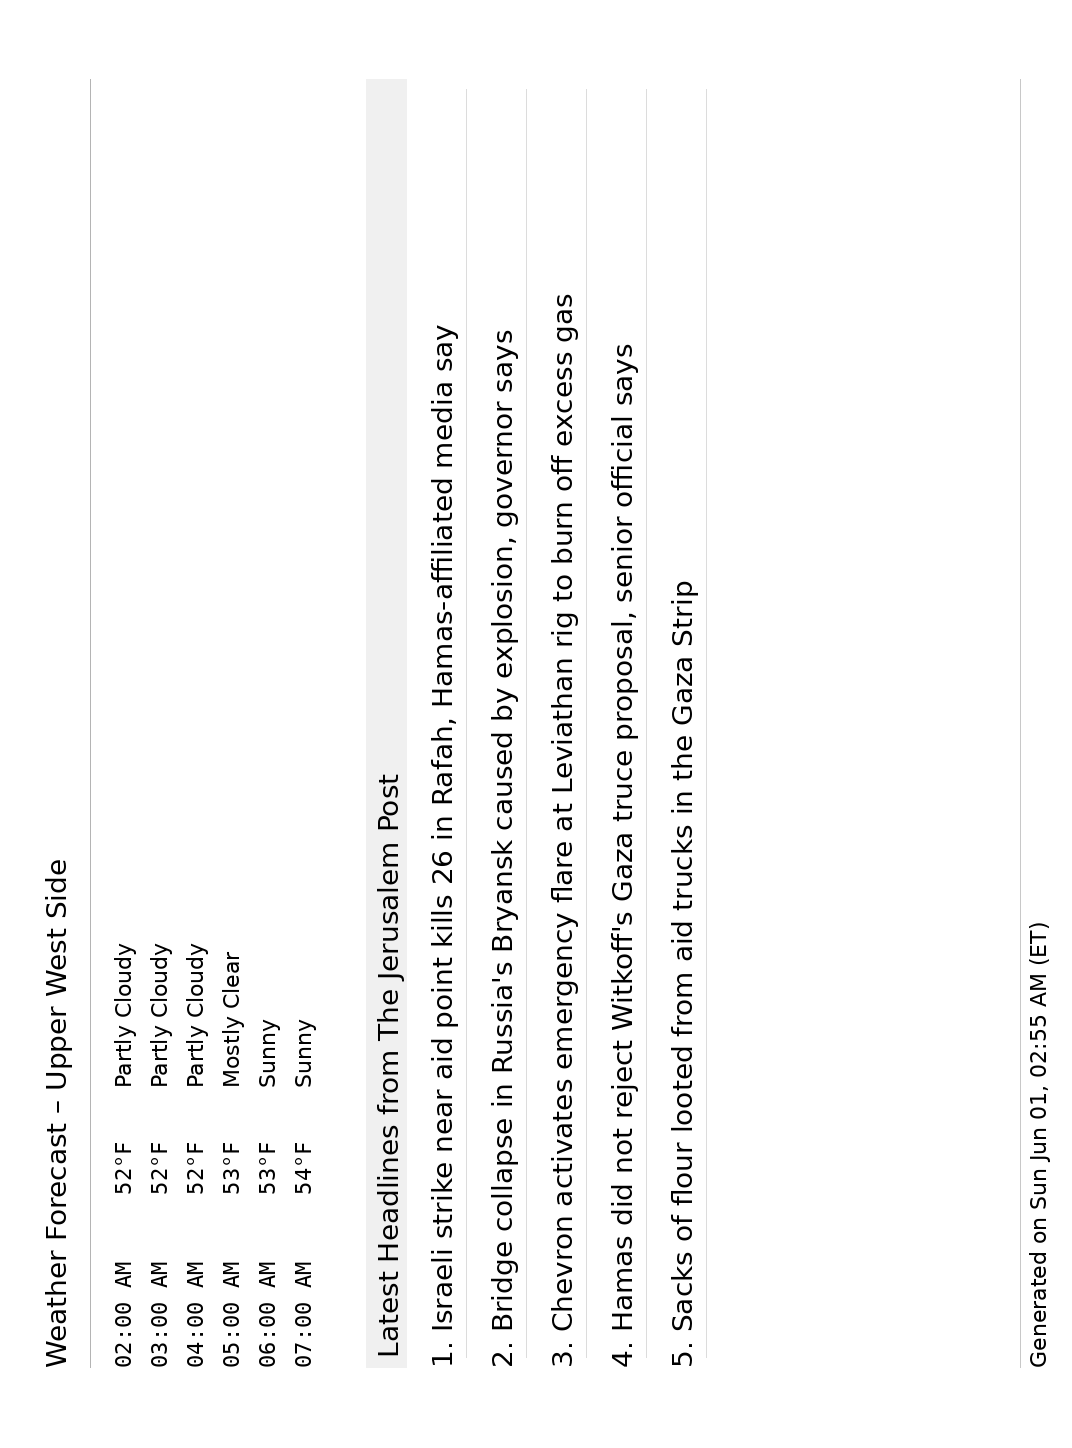 Weather Forecast – Upper West Side
02:00 AM 52°F Partly Cloudy
03:00 AM 52°F Partly Cloudy
04:00 AM 52°F Partly Cloudy
05:00 AM 53°F Mostly Clear
06:00 AM 53°F Sunny
07:00 AM 54°F Sunny
Latest Headlines from The Jerusalem Post
1. Israeli strike near aid point kills 26 in Rafah, Hamas-affiliated media say
2. Bridge collapse in Russia's Bryansk caused by explosion, governor says
3. Chevron activates emergency flare at Leviathan rig to burn off excess gas
4. Hamas did not reject Witkoff's Gaza truce proposal, senior official says
5. Sacks of flour looted from aid trucks in the Gaza Strip
Generated on Sun Jun 01, 02:55 AM (ET)